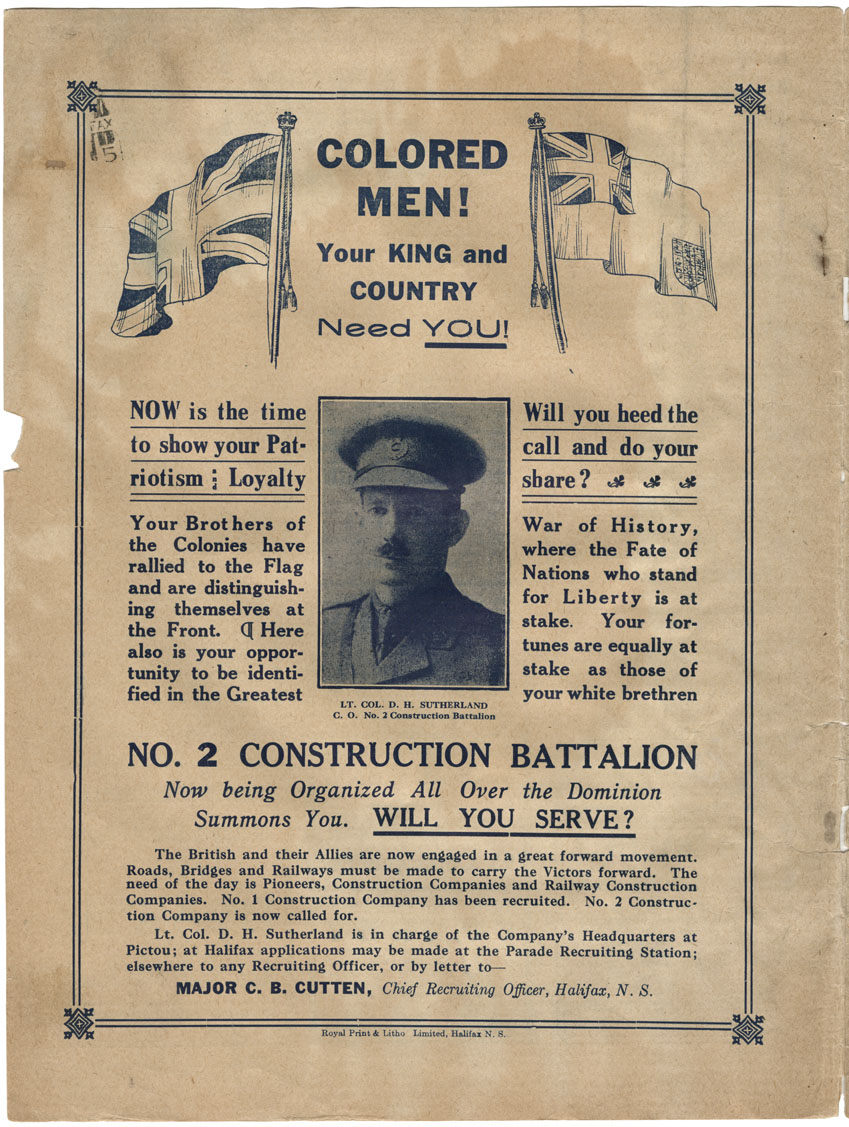 COLORED
MEN!
Your KING and
COUNTRY
Need YOU!
NOW is the time
to show your Pat-
riotism : Loyalty
Your Brothers of
the Colonies have
rallied to the Flag
and are distinguish-
ing themselves at
the Front. ¶ Here
also is your oppor-
tunity to be identi-
fied in the Greatest
LT. COL. D. H. SUTHERLAND
C. O. No. 2 Construction Battalion
Will you heed the
call and do your
share?
War of History,
where the Fate of
Nations who stand
for Liberty is at
stake. Your for-
tunes are equally at
stake as those of
your white brethren
NO. 2 CONSTRUCTION BATTALION
Now being Organized All Over the Dominion
Summons You. WILL YOU SERVE?
The British and their Allies are now engaged in a great forward movement.
Roads, Bridges and Railways must be made to carry the Victors forward. The
need of the day is Pioneers, Construction Companies and Railway Construction
Companies. No. 1 Construction Company has been recruited. No. 2 Construc-
tion Company is now called for.
Lt. Col. D. H. Sutherland is in charge of the Company's Headquarters at
Pictou; at Halifax applications may be made at the Parade Recruiting Station;
elsewhere to any Recruiting Officer, or by letter to—
MAJOR C. B. CUTTEN, Chief Recruiting Officer, Halifax, N. S.
Royal Print & Litho Limited, Halifax N. S.